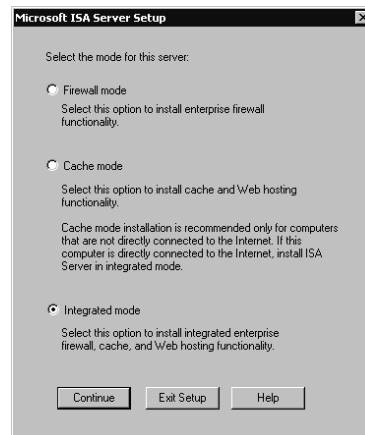 Microsoft ISA Server Setup
Select the mode for this server:
Firewall mode
Select this option to install enterprise firewall
functionality.
Cache mode
Select this option to install cache and Web hosting
functionality.
Cache mode installation is recommended only for computers
that are not directly connected to the Internet. If this
computer is directly connected to the Internet, install ISA
Server in integrated mode.
Integrated mode
Select this option to install integrated enterprise
firewall, cache, and Web hosting functionality.
Continue Exit Setup Help